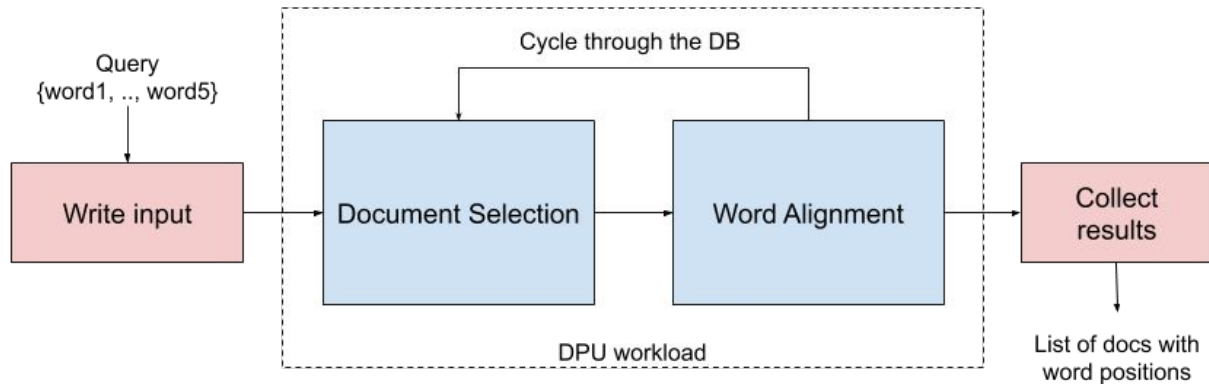 Cycle through the DB
Query
{word1, .., word5}
Write input
Document Selection
Word Alignment
Collect
results
DPU workload
List of docs with
word positions